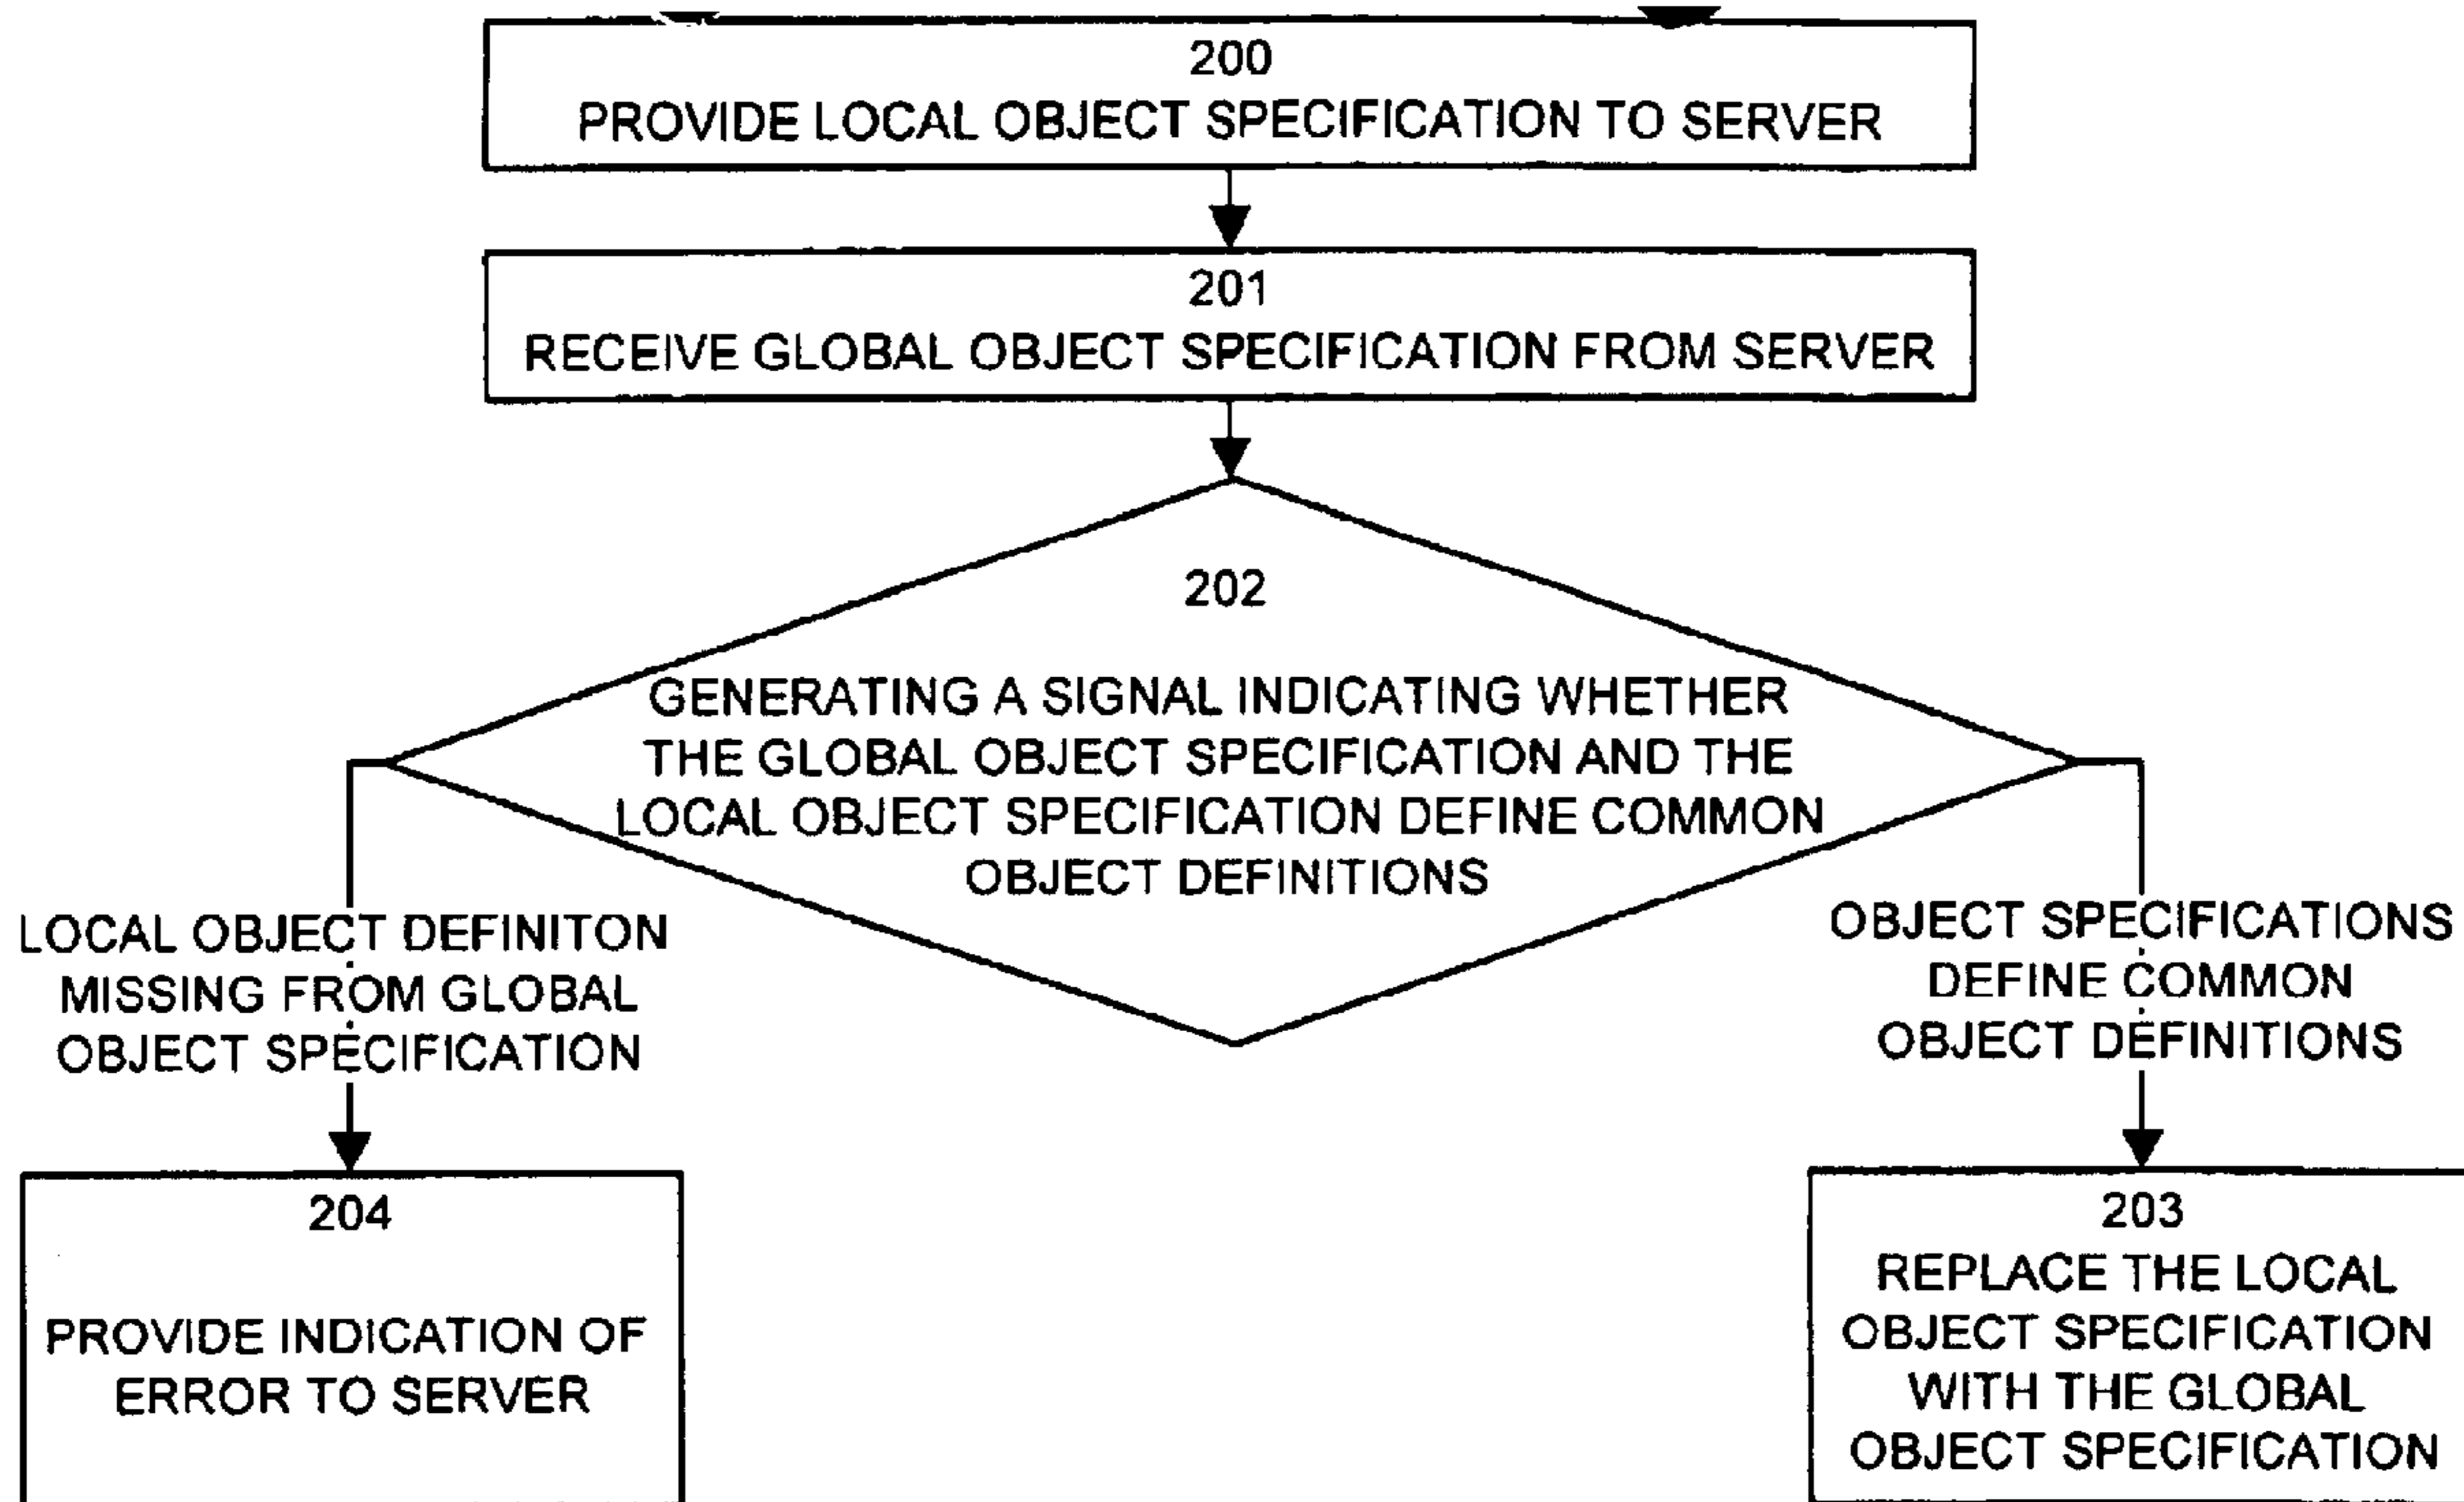 200
PROVIDE LOCAL OBJECT SPECIFICATION TO SERVER
201
RECEIVE GLOBAL OBJECT SPECIFICATION FROM SERVER
202
GENERATING A SIGNAL INDICATING WHETHER
THE GLOBAL OBJECT SPECIFICATION AND THE
LOCAL OBJECT SPECIFICATION DEFINE COMMON
OBJECT DEFINITIONS
LOCAL OBJECT DEFINITON
MISSING FROM GLOBAL
OBJECT SPECIFICATION
OBJECT SPECIFICATIONS
DEFINE COMMON
OBJECT DEFINITIONS
204
PROVIDE INDICATION OF
ERROR TO SERVER
203
REPLACE THE LOCAL
OBJECT SPECIFICATION
WITH THE GLOBAL
OBJECT SPECIFICATION